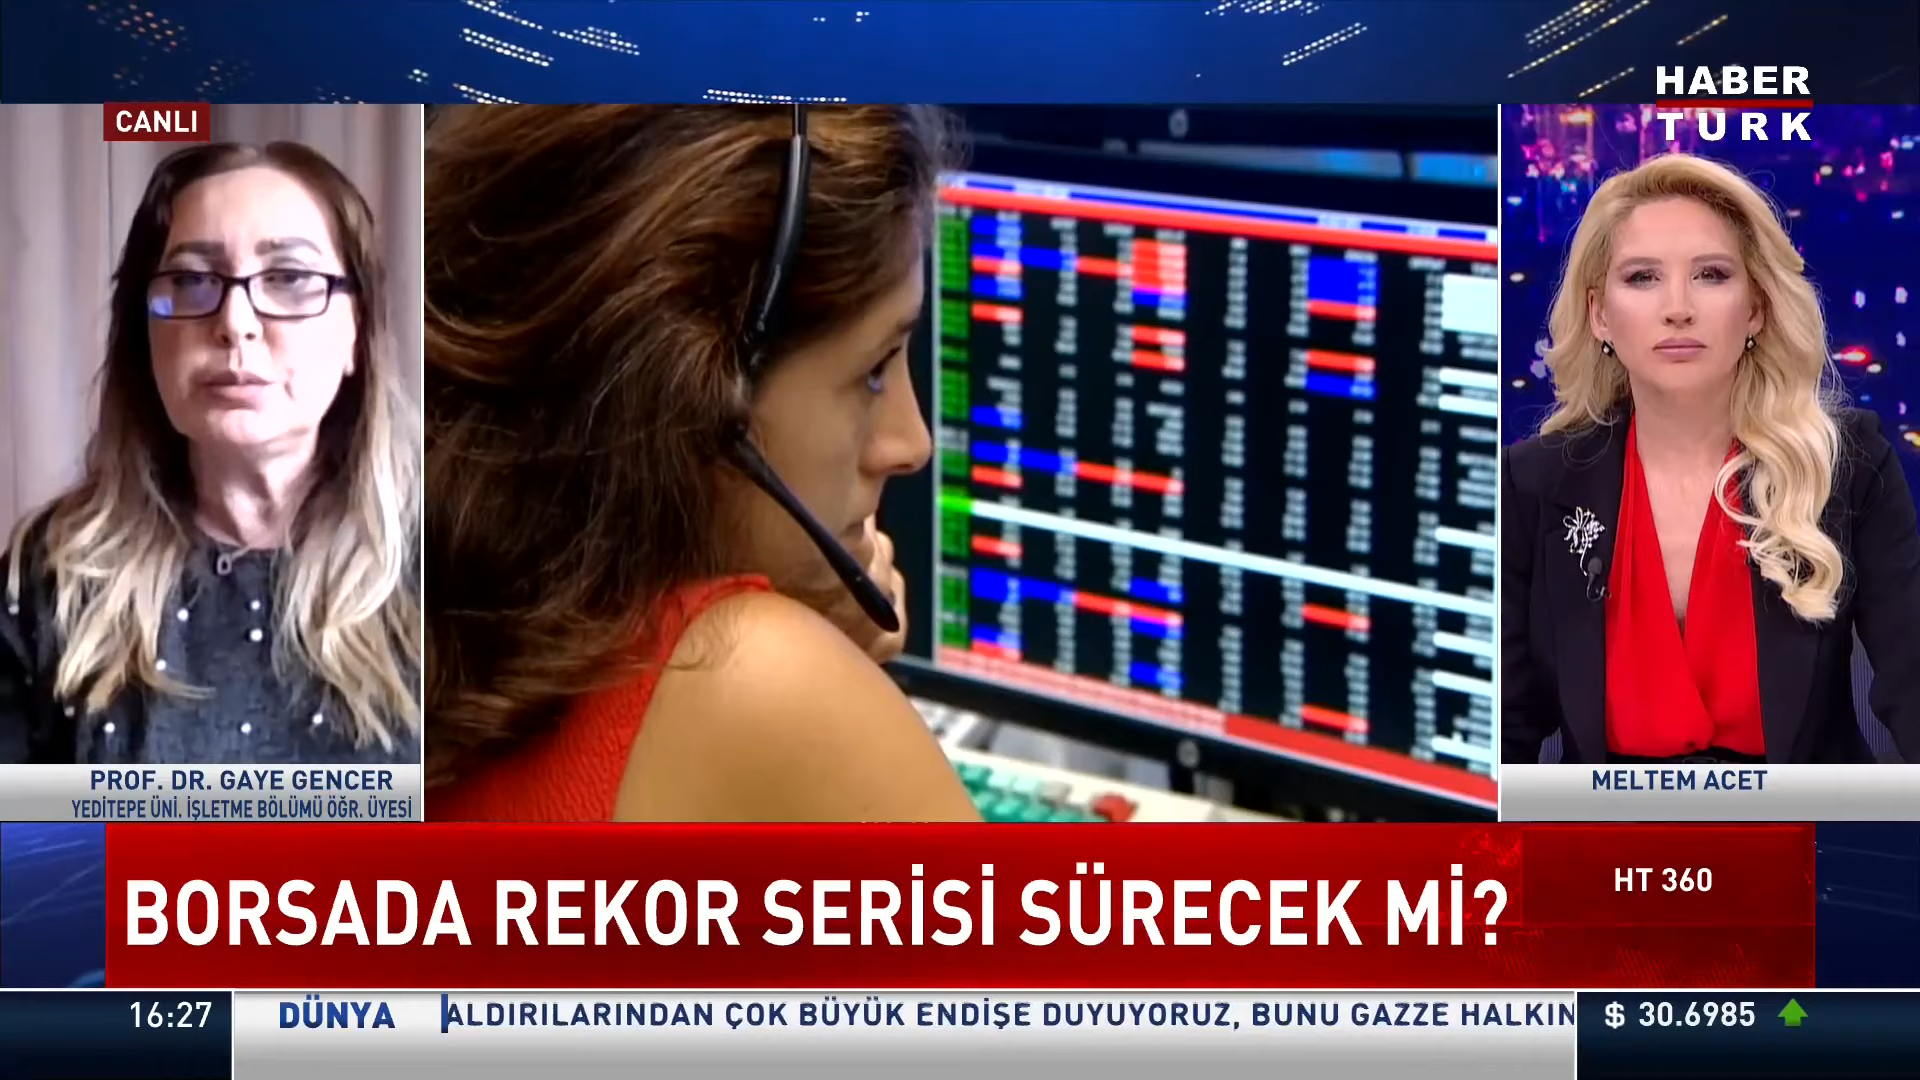 HABER
TURK
CANLI
PROF. DR. GAYE GENCER
YEDİTEPE ÜNİ. İŞLETME BÖLÜMÜ ÖĞR. ÜYESİ
MELTEM ACET
BORSADA REKOR SERİSİ SÜRECEK Mİ?
HT 360
16:27
DÜNYA
ALDIRILARINDAN ÇOK BÜYÜK ENDİŞE DUYUYORUZ, BUNU GAZZE HALKIN
$ 30.6985